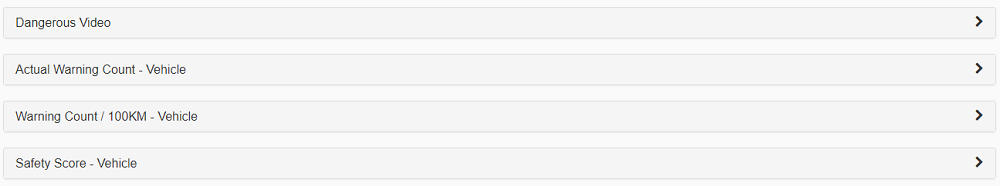 Dangerous Video
Actual Warning Count - Vehicle
Warning Count / 100KM - Vehicle
Safety Score - Vehicle